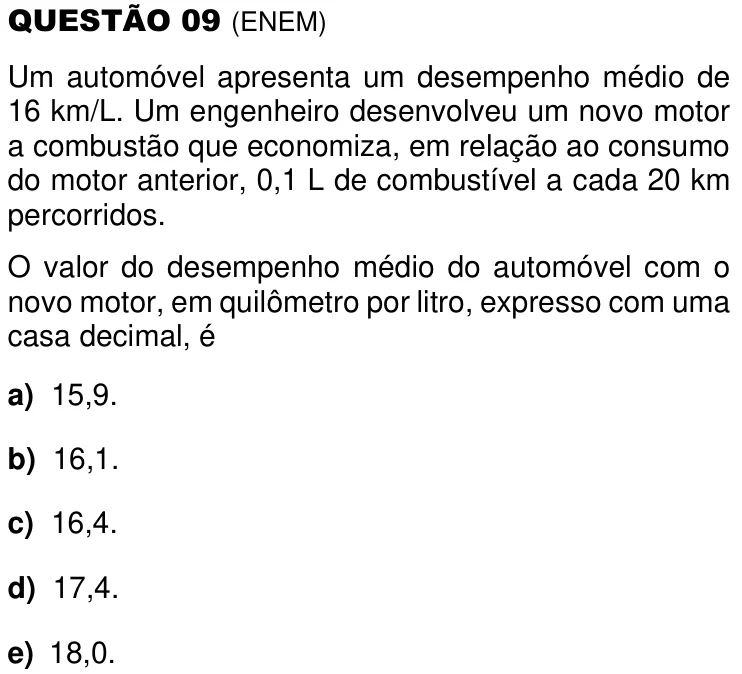 QUESTÃO 09 (ENEM)
Um automóvel apresenta um desempenho médio de
16 km/L. Um engenheiro desenvolveu um novo motor
a combustão que economiza, em relação ao consumo
do motor anterior, 0,1 L de combustível a cada 20 km
percorridos.
O valor do desempenho médio do automóvel com o
novo motor, em quilômetro por litro, expresso com uma
casa decimal, é
a) 15,9.
b) 16,1.
c) 16,4.
d) 17,4.
e) 18,0.